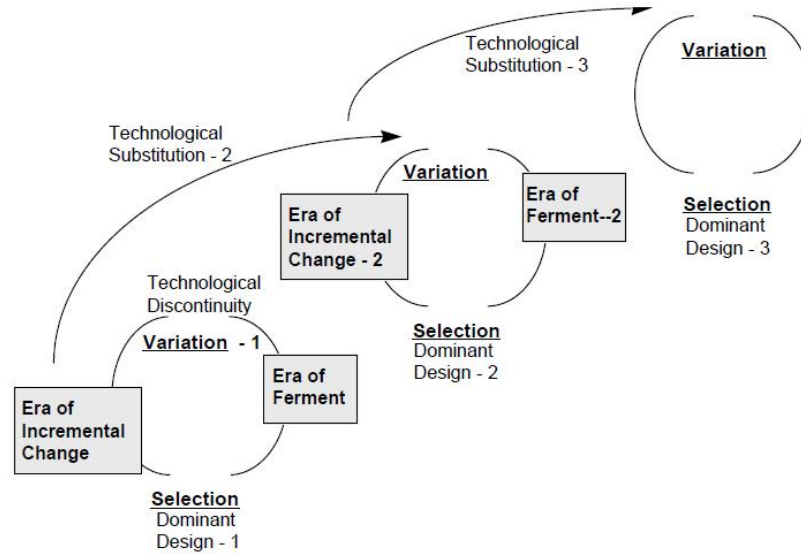 Technological
Substitution - 3
Variation
Selection
Dominant
Design - 3
Technological
Substitution - 2
Variation
Era of
Incremental
Change - 2
Era of
Ferment--2
Selection
Dominant
Design - 2
Technological
Discontinuity
Variation - 1
Era of
Ferment
Era of
Incremental
Change
Selection
Dominant
Design - 1